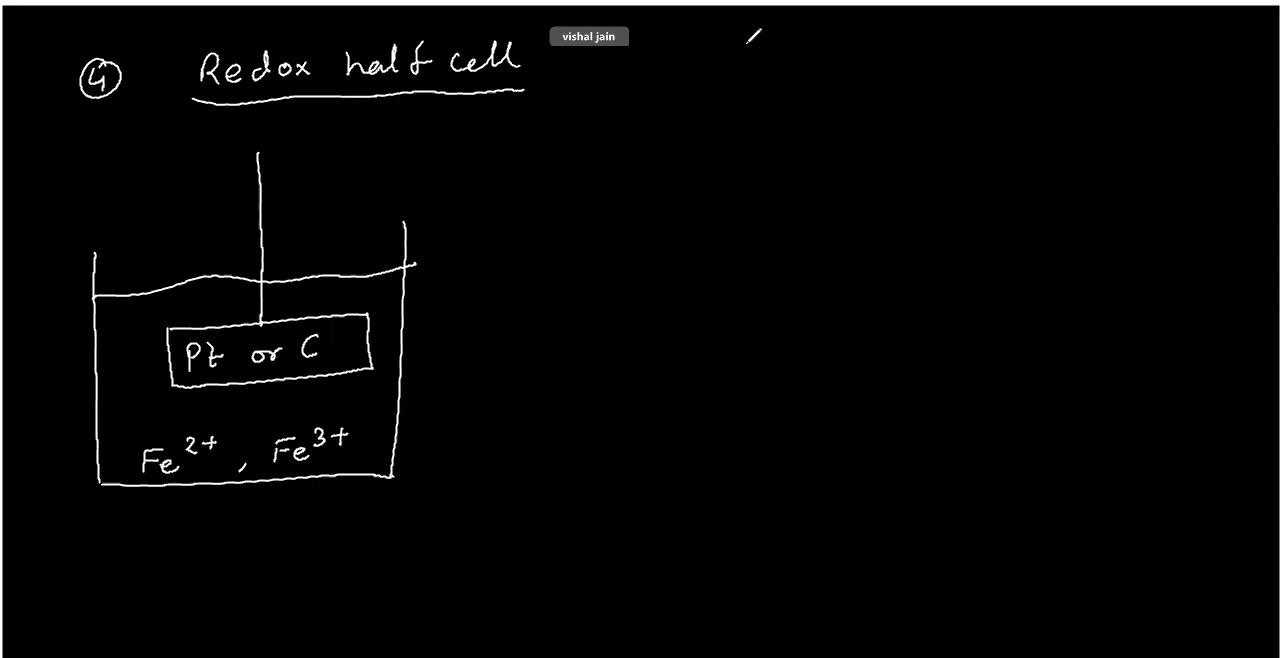 vishal jain
④ Redox half cell
Pt or C
Fe²⁺, Fe³⁺